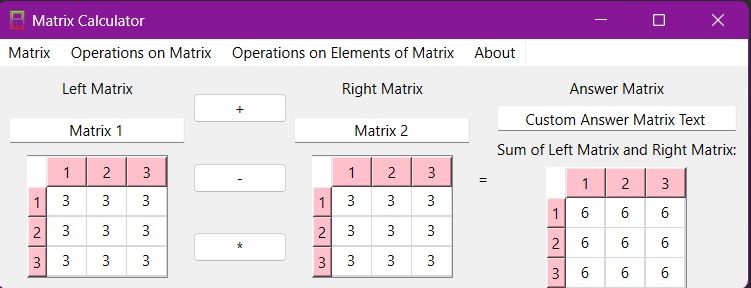 Matrix Calculator
Matrix Operations on Matrix Operations on Elements of Matrix About
Left Matrix
Matrix 1
1 2 3
1 3 3 3
2 3 3 3
3 3 3 3
+
-
*
Right Matrix
Matrix 2
1 2 3
1 3 3 3
2 3 3 3
3 3 3 3
=
Answer Matrix
Custom Answer Matrix Text
Sum of Left Matrix and Right Matrix:
1 2 3
1 6 6 6
2 6 6 6
3 6 6 6